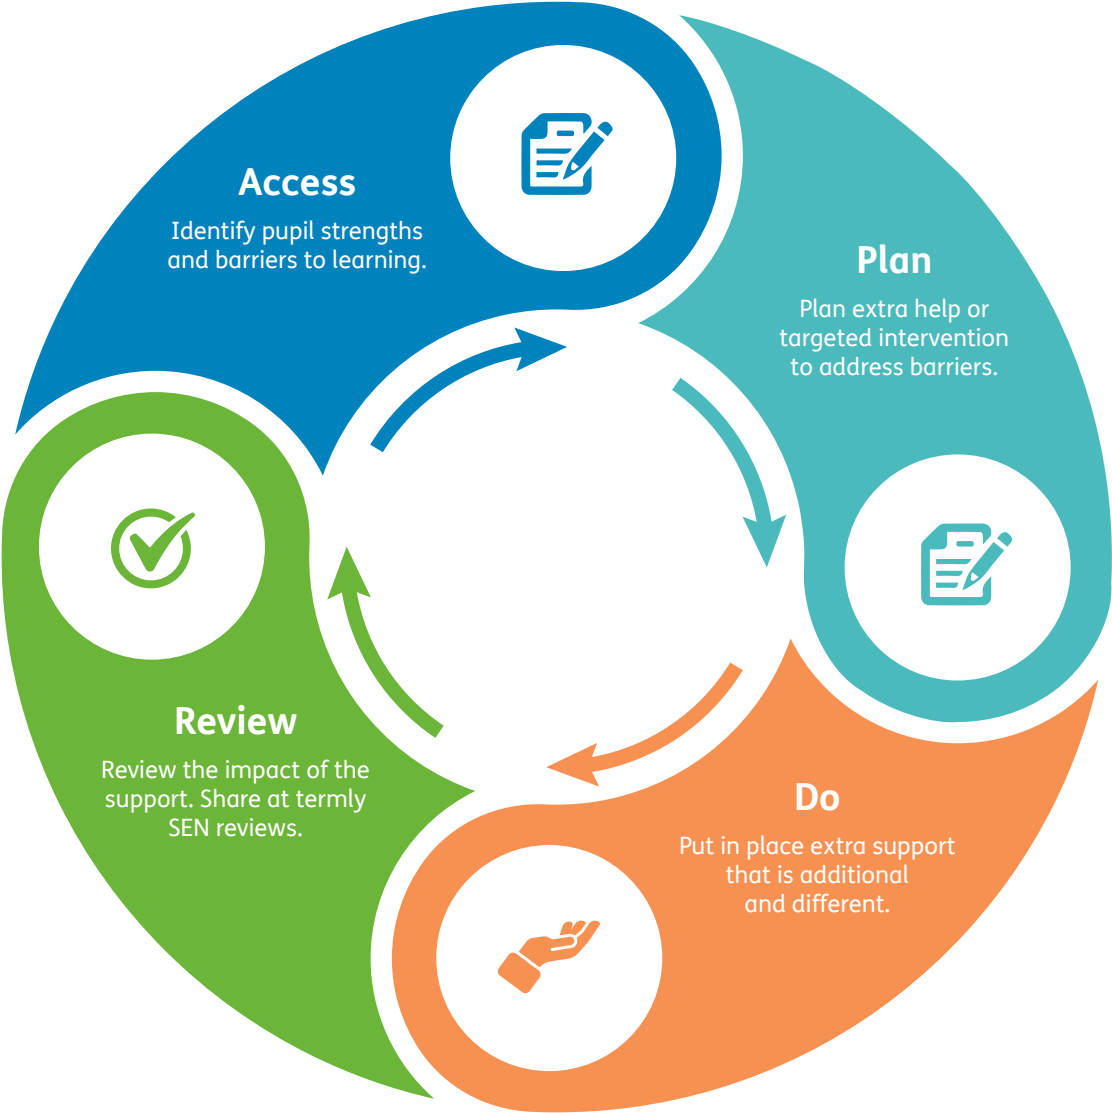 Access
Identify pupil strengths
and barriers to learning.
Plan
Plan extra help or
targeted intervention
to address barriers.
Do
Put in place extra support
that is additional
and different.
Review
Review the impact of the
support. Share at termly
SEN reviews.